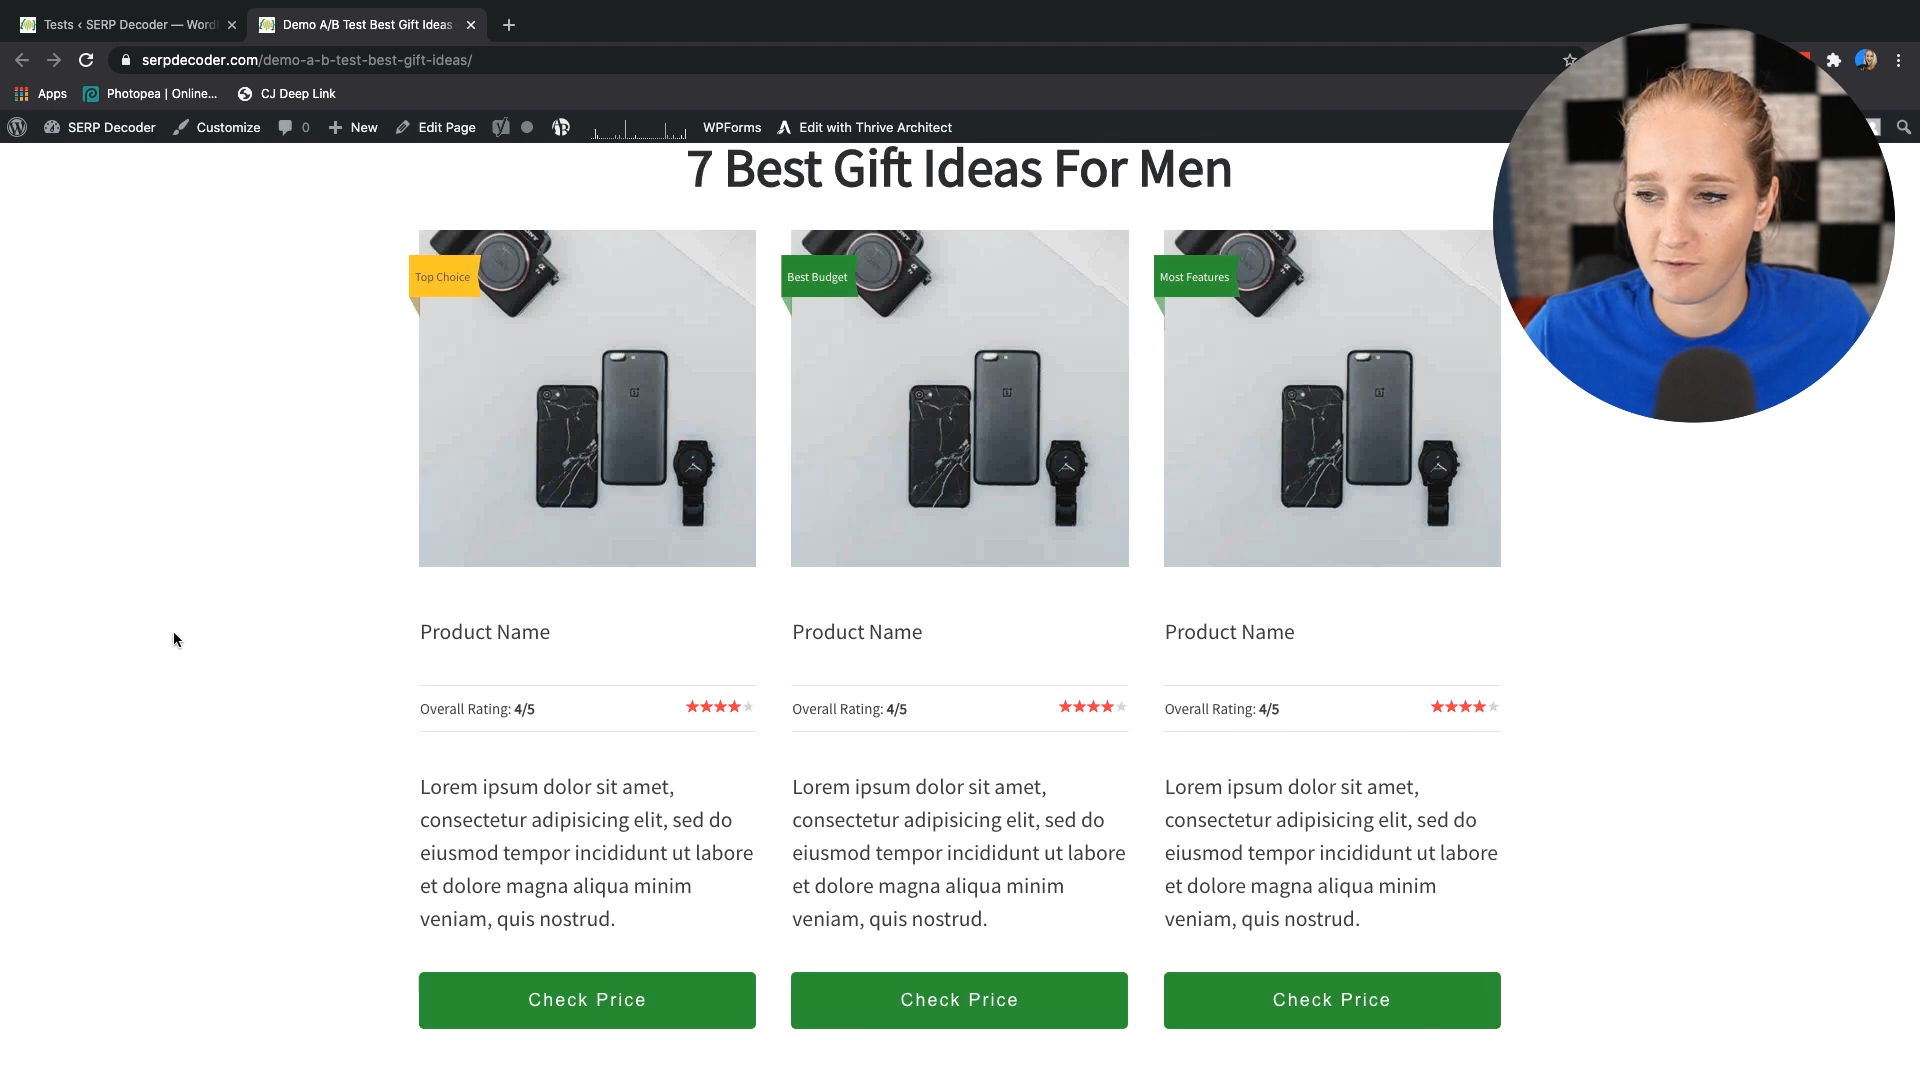 Tests ‹ SERP Decoder — Word
Demo A/B Test Best Gift Ideas
serpdecoder.com/demo-a-b-test-best-gift-ideas/
Apps
Photopea | Online...
CJ Deep Link
SERP Decoder
Customize
0
New
Edit Page
WPForms
Edit with Thrive Architect
7 Best Gift Ideas For Men
Top Choice
Best Budget
Most Features
Product Name
Product Name
Product Name
Overall Rating: 4/5
Overall Rating: 4/5
Overall Rating: 4/5
Lorem ipsum dolor sit amet,
consectetur adipisicing elit, sed do
eiusmod tempor incididunt ut labore
et dolore magna aliqua minim
veniam, quis nostrud.
Lorem ipsum dolor sit amet,
consectetur adipisicing elit, sed do
eiusmod tempor incididunt ut labore
et dolore magna aliqua minim
veniam, quis nostrud.
Lorem ipsum dolor sit amet,
consectetur adipisicing elit, sed do
eiusmod tempor incididunt ut labore
et dolore magna aliqua minim
veniam, quis nostrud.
Check Price
Check Price
Check Price